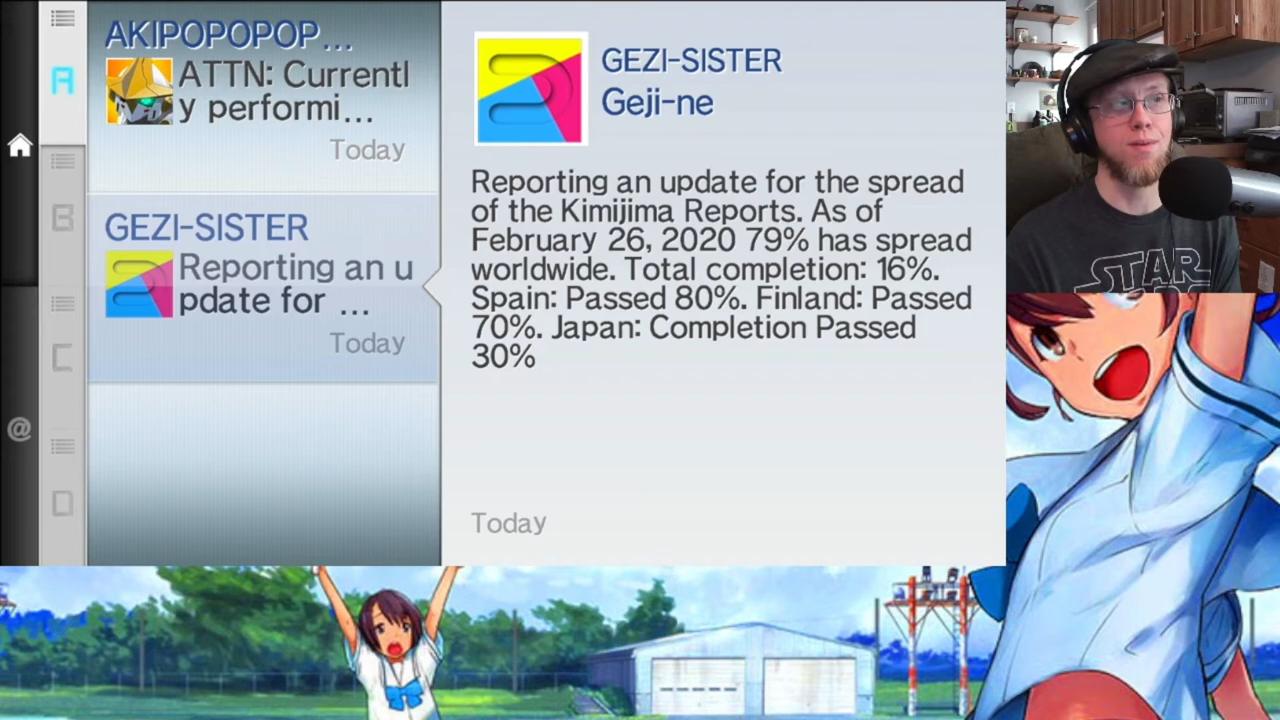 AKIPOPOPOP...
ATTN: Currentl
y performi...
Today
A
B
C
D
@
GEZI-SISTER
Reporting an u
pdate for ...
Today
GEZI-SISTER
Geji-ne
Reporting an update for the spread
of the Kimijima Reports. As of
February 26, 2020 79% has spread
worldwide. Total completion: 16%.
Spain: Passed 80%. Finland: Passed
70%. Japan: Completion Passed
30%
Today
STAR